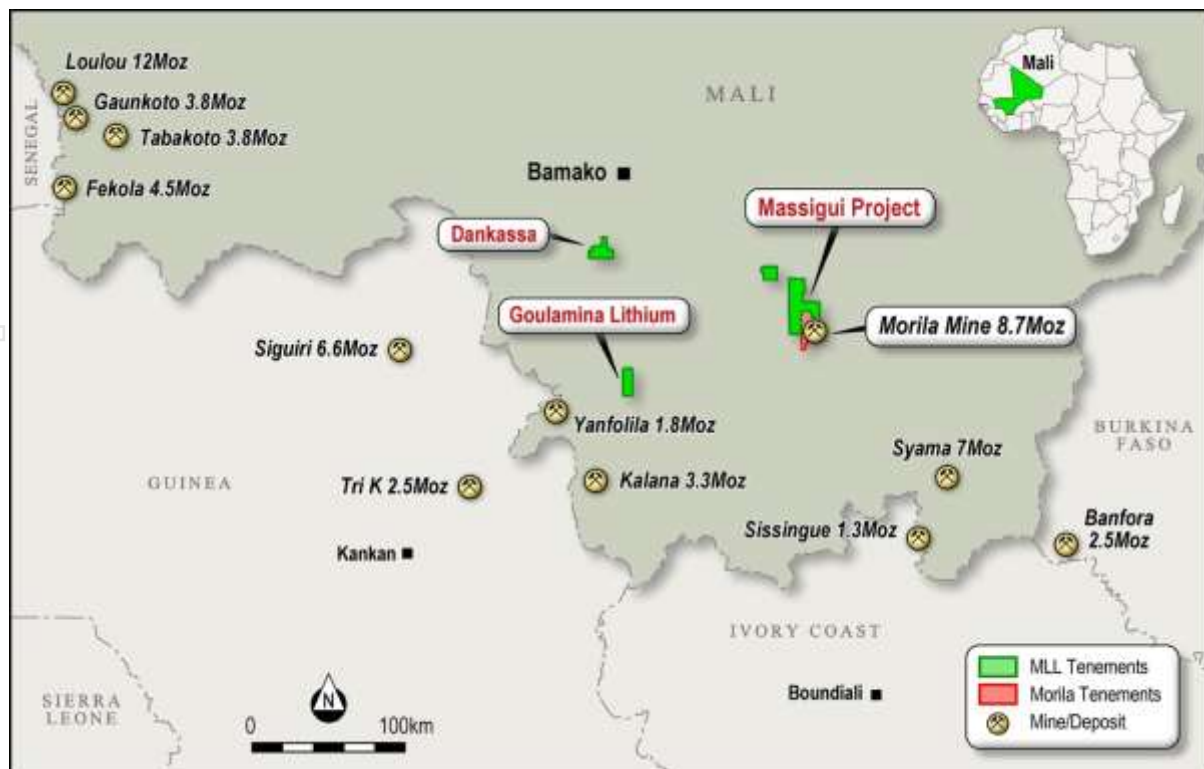 Loulou 12Moz
Gaunkoto 3.8Moz
Tabakoto 3.8Moz
Fekola 4.5Moz
SENEGAL
MALI
Mali
Bamako
Dankassa
Massigui Project
Goulamina Lithium
Morila Mine 8.7Moz
Siguiri 6.6Moz
Yanfolila 1.8Moz
BURKINA
FASO
Syama 7Moz
GUINEA
Tri K 2.5Moz
Kalana 3.3Moz
Sissingue 1.3Moz
Banfora
2.5Moz
Kankan
IVORY COAST
Boundiali
SIERRA
LEONE
N
0 100km
MLL Tenements
Morila Tenements
Mine/Deposit